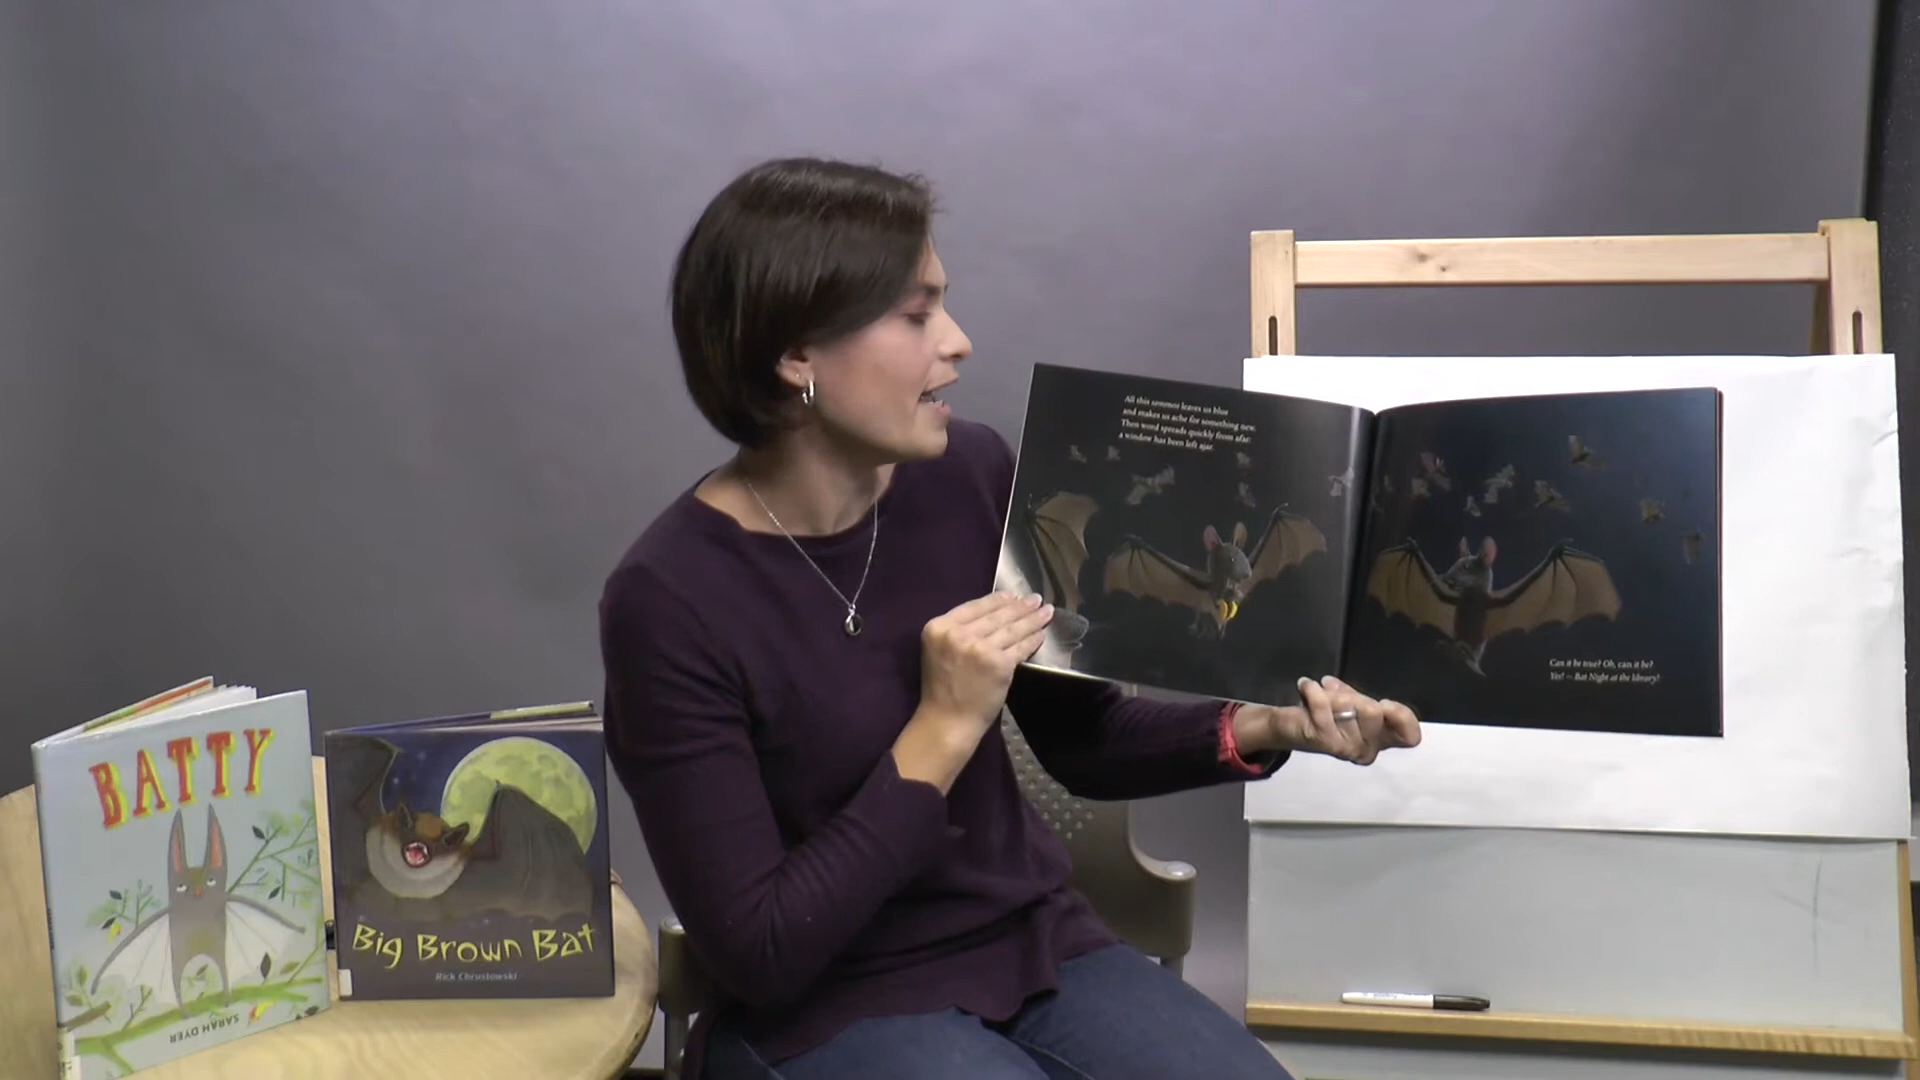 All this sameness leaves us blue
and makes us ache for something new.
Then word spreads quickly from afar:
a window has been left ajar.
Can it be true? Oh, can it be?
Yes! – Bat Night at the library!
BATTY
SARAH DYER
Big Brown Bat
Rick Chrustowski